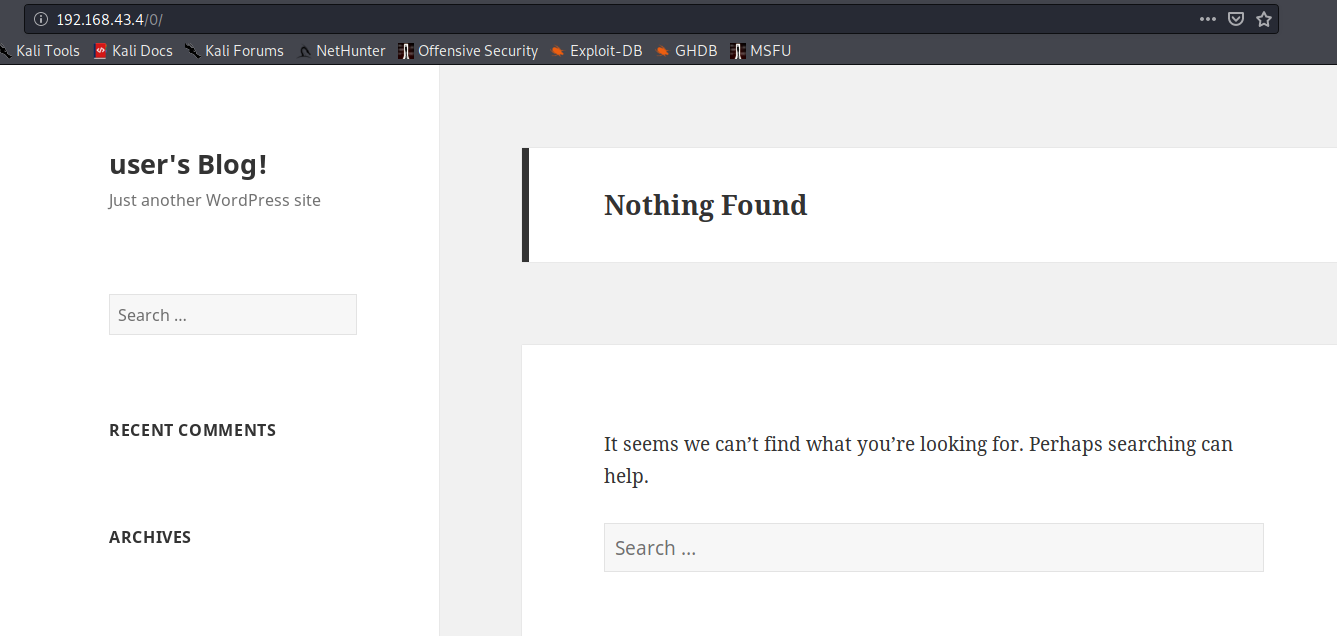 192.168.43.4/0/
Kali Tools Kali Docs Kali Forums NetHunter Offensive Security Exploit-DB GHDB MSFU
user's Blog!
Just another WordPress site
Search …
RECENT COMMENTS
ARCHIVES
Nothing Found
It seems we can’t find what you’re looking for. Perhaps searching can
help.
Search …